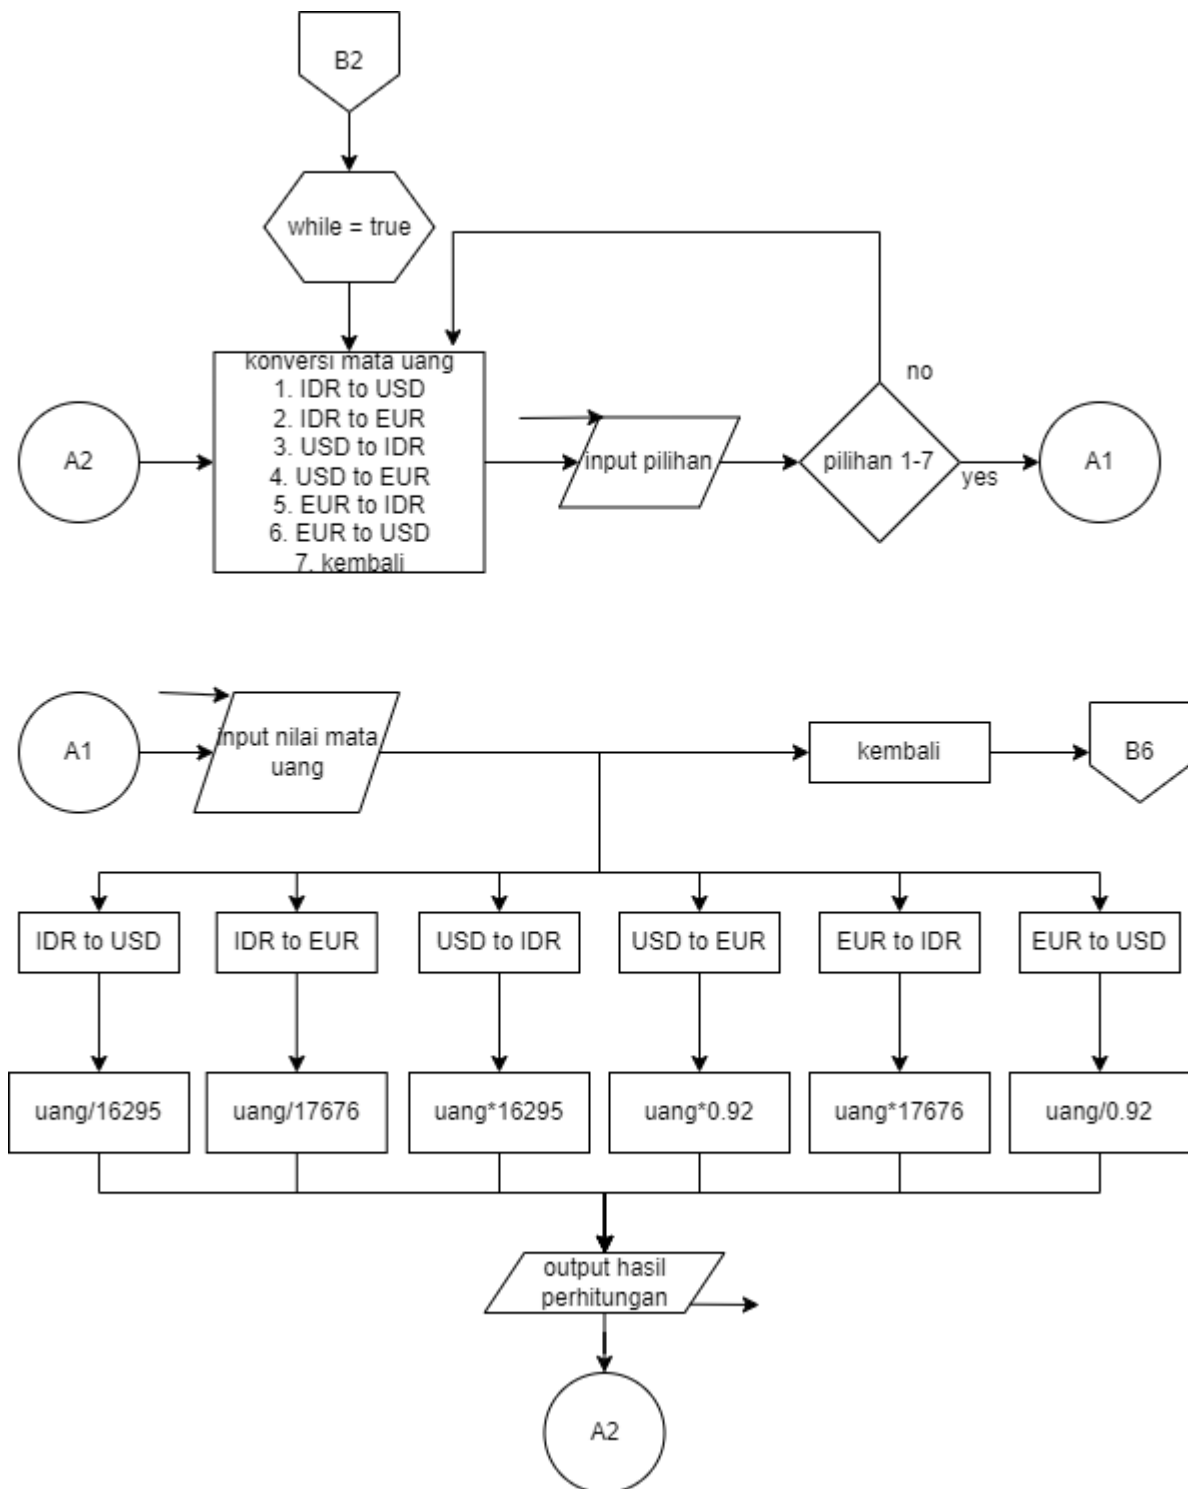 B2
while = true
konversi mata uang
1. IDR to USD
2. IDR to EUR
3. USD to IDR
4. USD to EUR
5. EUR to IDR
6. EUR to USD
7. kembali
A2
input pilihan
pilihan 1-7
no
yes
A1
A1
input nilai mata
uang
kembali
B6
IDR to USD
IDR to EUR
USD to IDR
USD to EUR
EUR to IDR
EUR to USD
uang/16295
uang/17676
uang*16295
uang*0.92
uang*17676
uang/0.92
output hasil
perhitungan
A2